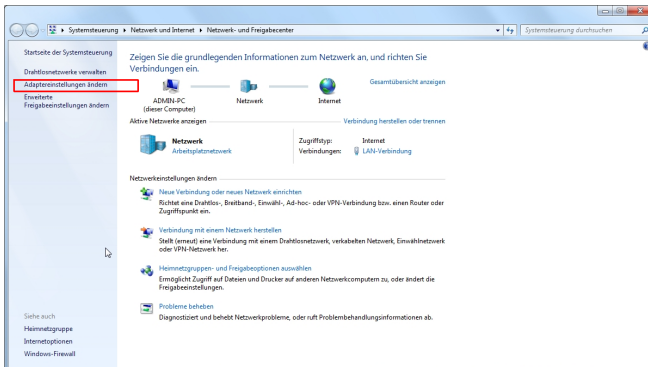 Systemsteuerung ▸ Netzwerk und Internet ▸ Netzwerk- und Freigabecenter
Systemsteuerung durchsuchen
Startseite der Systemsteuerung
Drahtlosnetzwerke verwalten
Adaptereinstellungen ändern
Erweiterte
Freigabeeinstellungen ändern
Zeigen Sie die grundlegenden Informationen zum Netzwerk an, und richten Sie
Verbindungen ein.
Gesamtübersicht anzeigen
ADMIN-PC
(dieser Computer)
Netzwerk
Internet
Aktive Netzwerke anzeigen
Verbindung herstellen oder trennen
Netzwerk
Arbeitsplatznetzwerk
Zugriffstyp: Internet
Verbindungen: LAN-Verbindung
Netzwerkeinstellungen ändern
Neue Verbindung oder neues Netzwerk einrichten
Richtet eine Drahtlos-, Breitband-, Einwähl-, Ad-hoc- oder VPN-Verbindung bzw. einen Router oder
Zugriffspunkt ein.
Verbindung mit einem Netzwerk herstellen
Stellt (erneut) eine Verbindung mit einem Drahtlosnetzwerk, verkabelten Netzwerk, Einwählnetzwerk
oder VPN-Netzwerk her.
Heimnetzgruppen- und Freigabeoptionen auswählen
Ermöglicht Zugriff auf Dateien und Drucker auf anderen Netzwerkcomputern zu, oder ändert die
Freigabeeinstellungen.
Probleme beheben
Diagnostiziert und behebt Netzwerkprobleme, oder ruft Problembehandlungsinformationen ab.
Siehe auch
Heimnetzgruppe
Internetoptionen
Windows-Firewall